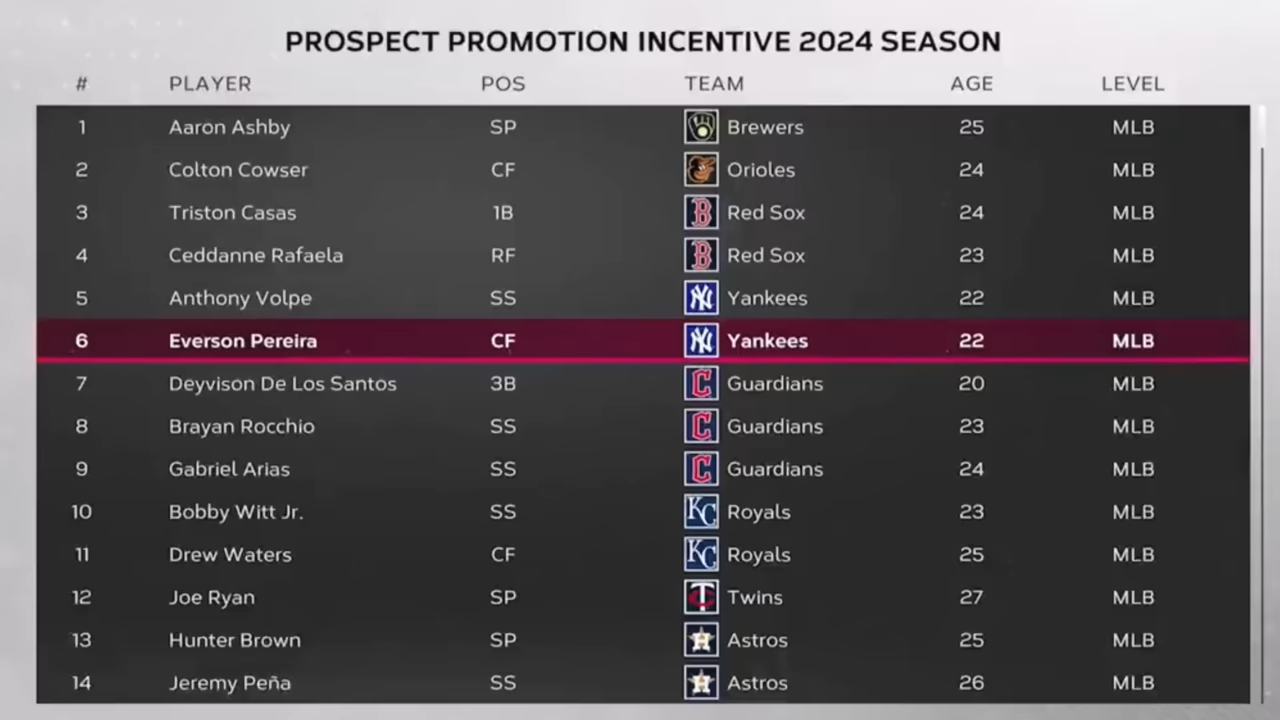 PROSPECT PROMOTION INCENTIVE 2024 SEASON
# PLAYER POS TEAM AGE LEVEL
1 Aaron Ashby SP Brewers 25 MLB
2 Colton Cowser CF Orioles 24 MLB
3 Triston Casas 1B B Red Sox 24 MLB
4 Ceddanne Rafaela RF B Red Sox 23 MLB
5 Anthony Volpe SS NY Yankees 22 MLB
6 Everson Pereira CF NY Yankees 22 MLB
7 Deyvison De Los Santos 3B C Guardians 20 MLB
8 Brayan Rocchio SS C Guardians 23 MLB
9 Gabriel Arias SS C Guardians 24 MLB
10 Bobby Witt Jr. SS KC Royals 23 MLB
11 Drew Waters CF KC Royals 25 MLB
12 Joe Ryan SP TC Twins 27 MLB
13 Hunter Brown SP H Astros 25 MLB
14 Jeremy Peña SS H Astros 26 MLB